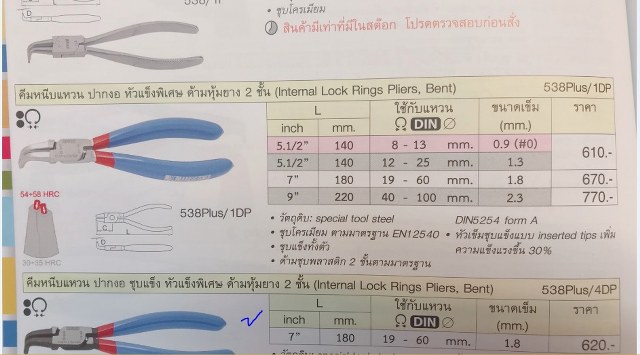 • ชุบโครเมียม
สินค้ามีเท่าที่มีในสต๊อก โปรดตรวจสอบก่อนสั่ง
คีมหนีบแหวน ปากงอ หัวแข็งพิเศษ ด้ามหุ้มยาง 2 ชั้น (Internal Lock Rings Pliers, Bent) 538Plus/1DP
L ใช้กับแหวน ขนาดเข็ม ราคา
inch mm. Ω DIN ∅ (mm.)
5.1/2" 140 8 - 13 mm. 0.9 (#0) 610.-
5.1/2" 140 12 - 25 mm. 1.3
7" 180 19 - 60 mm. 1.8 670.-
9" 220 40 - 100 mm. 2.3 770.-
54+58 HRC
538Plus/1DP
• วัตถุดิบ: special tool steel
• ชุบโครเมียม ตามมาตรฐาน EN12540
• ชุบแข็งทั้งตัว
• ด้ามชุบพลาสติก 2 ชั้นตามมาตรฐาน
DIN5254 form A
• หัวเข็มชุบแข็งแบบ inserted tips เพิ่ม
ความแข็งแรงขึ้น 30%
คีมหนีบแหวน ปากงอ ชุบแข็ง หัวแข็งพิเศษ ด้ามหุ้มยาง 2 ชั้น (Internal Lock Rings Pliers, Bent) 538Plus/4DP
L ใช้กับแหวน ขนาดเข็ม ราคา
inch mm. Ω DIN ∅ (mm.)
7" 180 19 - 60 mm. 1.8 620.-